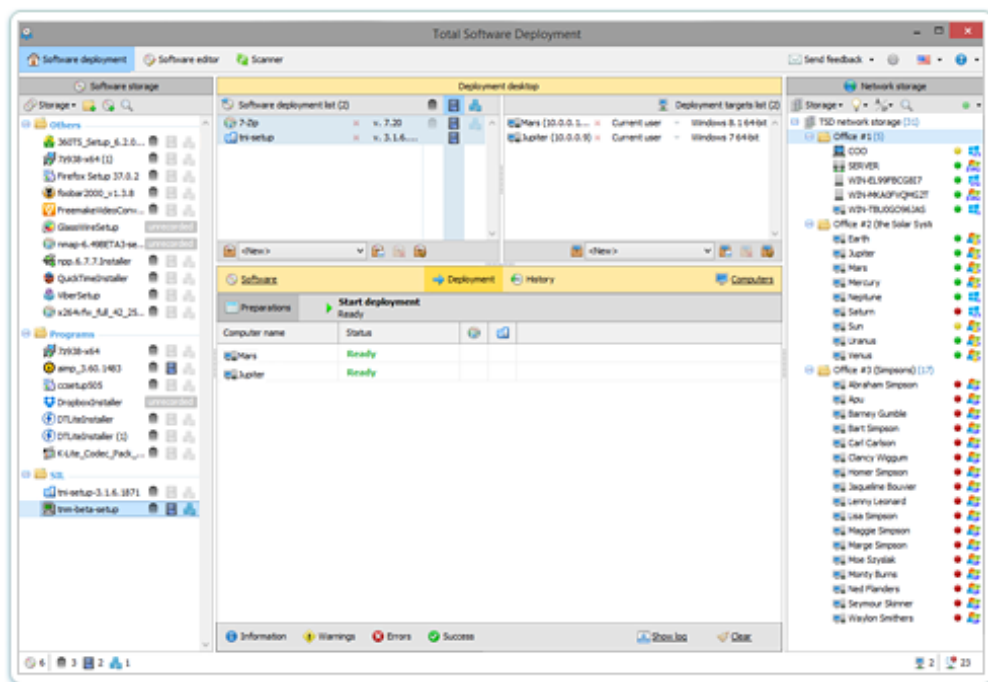 Total Software Deployment
Software deployment Software editor Scanner Send feedback
Software storage Deployment desktop Network storage
Storage Software deployment list (2) Deployment targets list (2) Storage
Others 7-Zip v. 7.20 Mars (10.0.0.1... Current user Windows 8.1 64-bit TSD network storage (31)
360TS_Setup_6.2.0... tni-setup v. 3.1.6.... Jupiter (10.0.0.9) Current user Windows 7 64-bit Office #1 (5)
7z938-x64 (1) COO
Firefox Setup 37.0.2 SERVER
foobar2000_v1.3.8 WIN-EL99FBCG8I7
FreemakeVideoConv...
GlassWireSetup unrecorded
nmap-6.49BETA3-se... unrecorded Office #2 (the Solar Syst
npp.6.7.7.Installer <New> <New> Earth
QuickTimeInstaller Jupiter
ViberSetup Software Deployment History Computers Mars
x264vfw_full_42_25... Mercury
Preparations Start deployment Neptune
Ready Saturn
Programs Computer name Status Sun
7z938-x64 Uranus
aimp_3.60.1483 Mars Ready Venus
ccsetup505 Jupiter Ready Office #3 (Simpsons) (17)
DropboxInstaller unrecorded Abraham Simpson
DTLiteInstaller Apu
DTLiteInstaller (1) Barney Gumble
K-Lite_Codec_Pack_... Bart Simpson
Carl Carlson
SIL Clancy Wiggum
tni-setup-3.1.6.1871 Homer Simpson
tnm-beta-setup Jaqueline Bouvier
Lenny Leonard
Lisa Simpson
Maggie Simpson
Marge Simpson
Moe Szyslak
Monty Burns
Ned Flanders
Seymour Skinner
Waylon Smithers
Information Warnings Errors Success Show log Clear
6 3 2 1 2 23